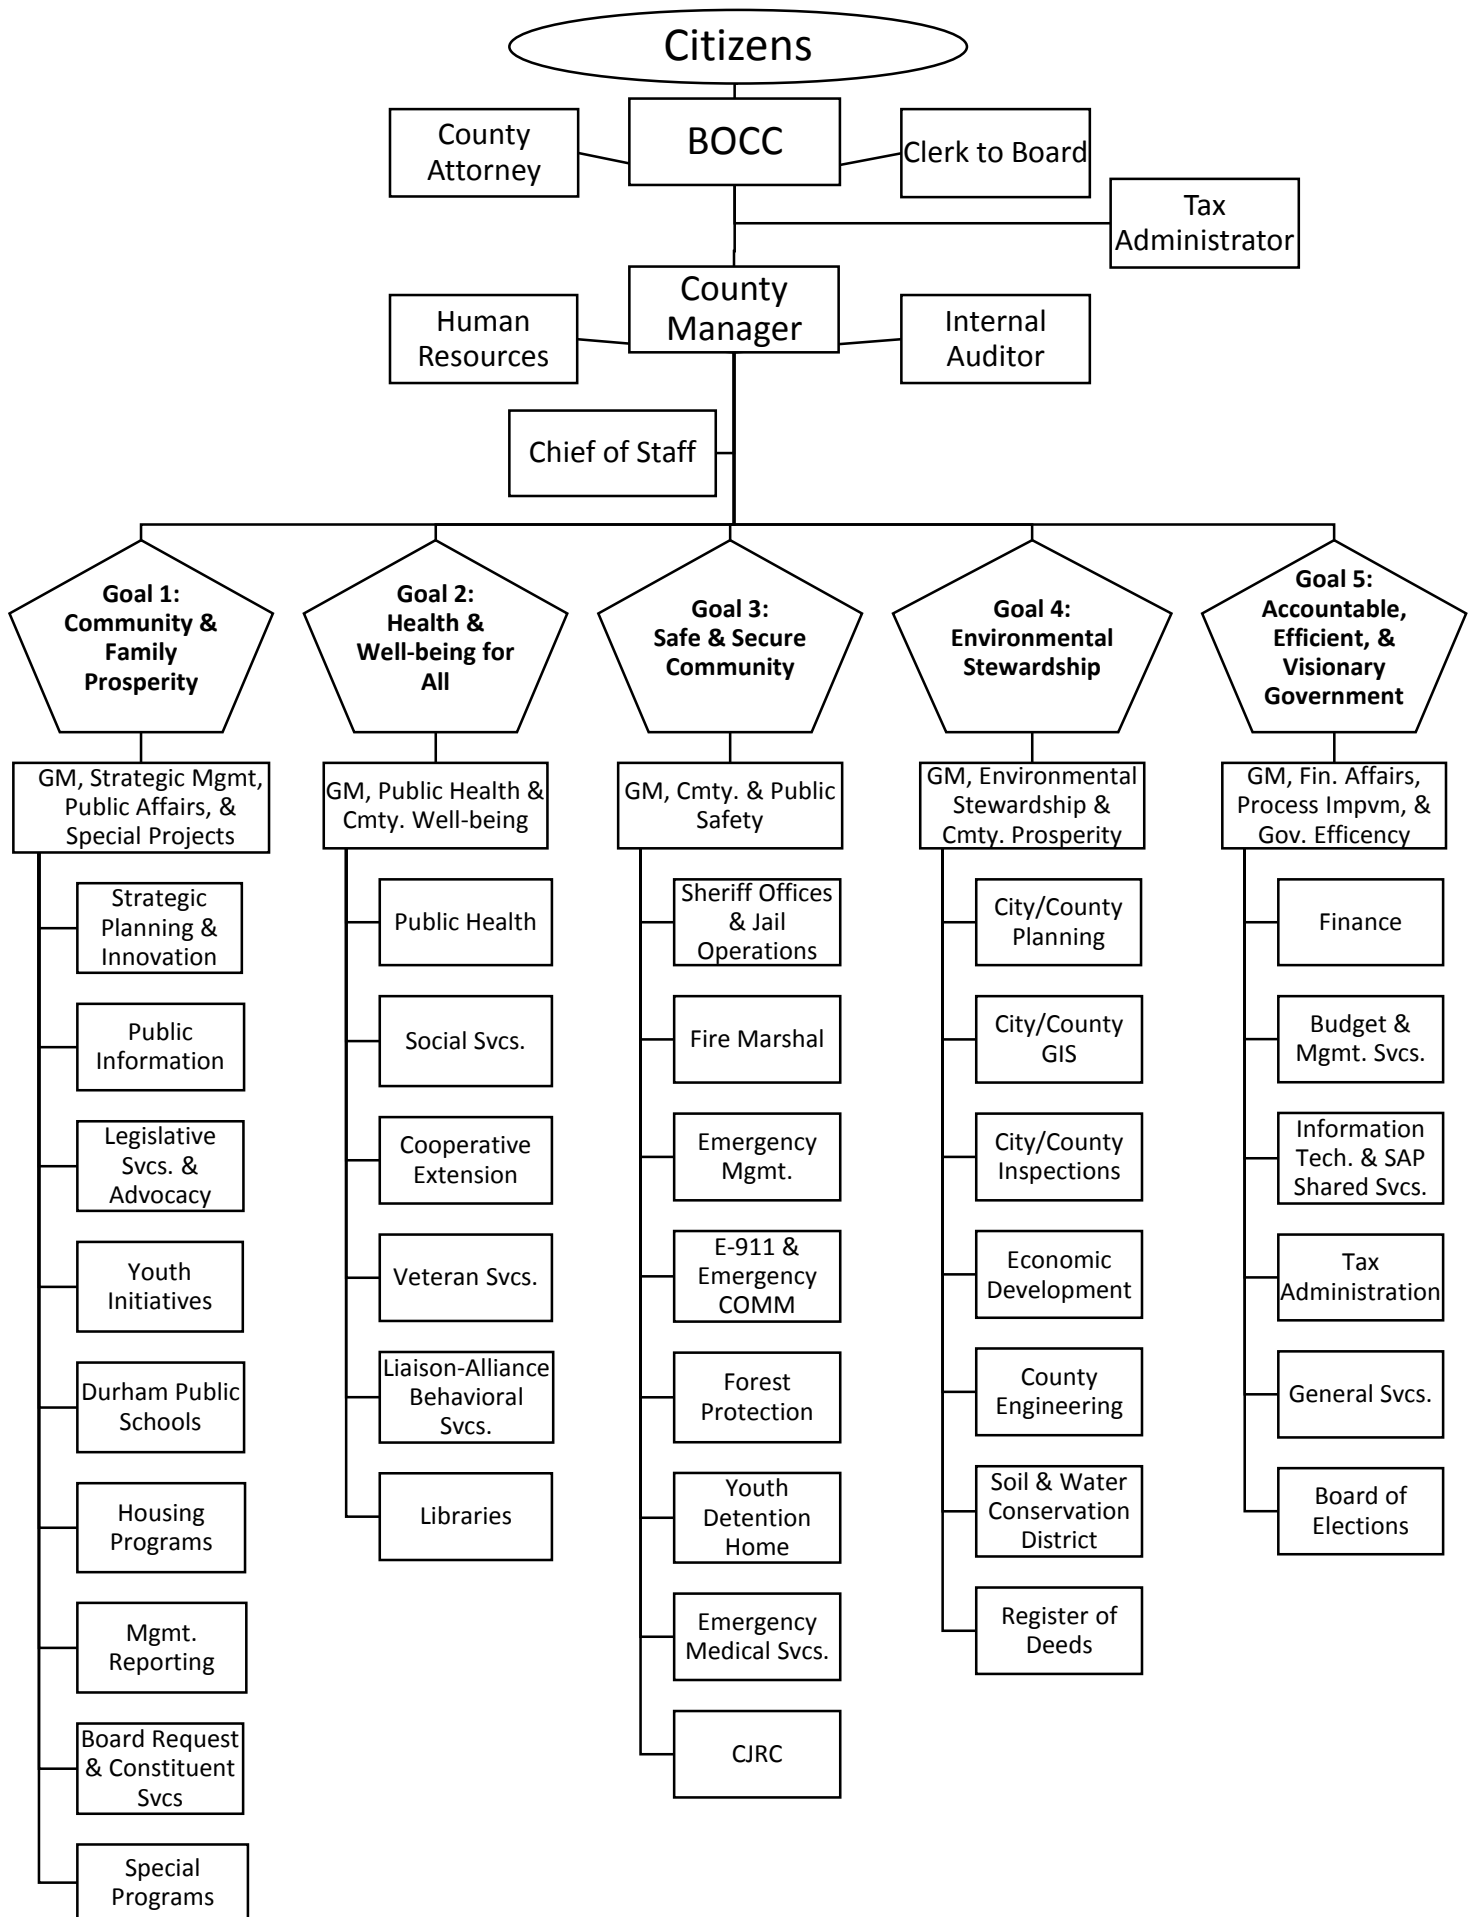 Citizens
County
Attorney
BOCC
Clerk to Board
Tax
Administrator
County
Manager
Human
Resources
Internal
Auditor
Chief of Staff
Goal 1:
Community &
Family
Prosperity
Goal 2:
Health &
Well-being for
All
Goal 3:
Safe & Secure
Community
Goal 4:
Environmental
Stewardship
Goal 5:
Accountable,
Efficient, &
Visionary
Government
GM, Strategic Mgmt,
Public Affairs, &
Special Projects
Strategic
Planning &
Innovation
Public
Information
Legislative
Svcs. &
Advocacy
Youth
Initiatives
Durham Public
Schools
Housing
Programs
Mgmt.
Reporting
Board Request
& Constituent
Svcs
Special
Programs
GM, Public Health &
Cmty. Well-being
Public Health
Social Svcs.
Cooperative
Extension
Veteran Svcs.
Liaison-Alliance
Behavioral
Svcs.
Libraries
GM, Cmty. & Public
Safety
Sheriff Offices
& Jail
Operations
Fire Marshal
Emergency
Mgmt.
E-911 &
Emergency
COMM
Forest
Protection
Youth
Detention
Home
Emergency
Medical Svcs.
CJRC
GM, Environmental
Stewardship &
Cmty. Prosperity
City/County
Planning
City/County
GIS
City/County
Inspections
Economic
Development
County
Engineering
Soil & Water
Conservation
District
Register of
Deeds
GM, Fin. Affairs,
Process Impvm, &
Gov. Efficency
Finance
Budget &
Mgmt. Svcs.
Information
Tech. & SAP
Shared Svcs.
Tax
Administration
General Svcs.
Board of
Elections